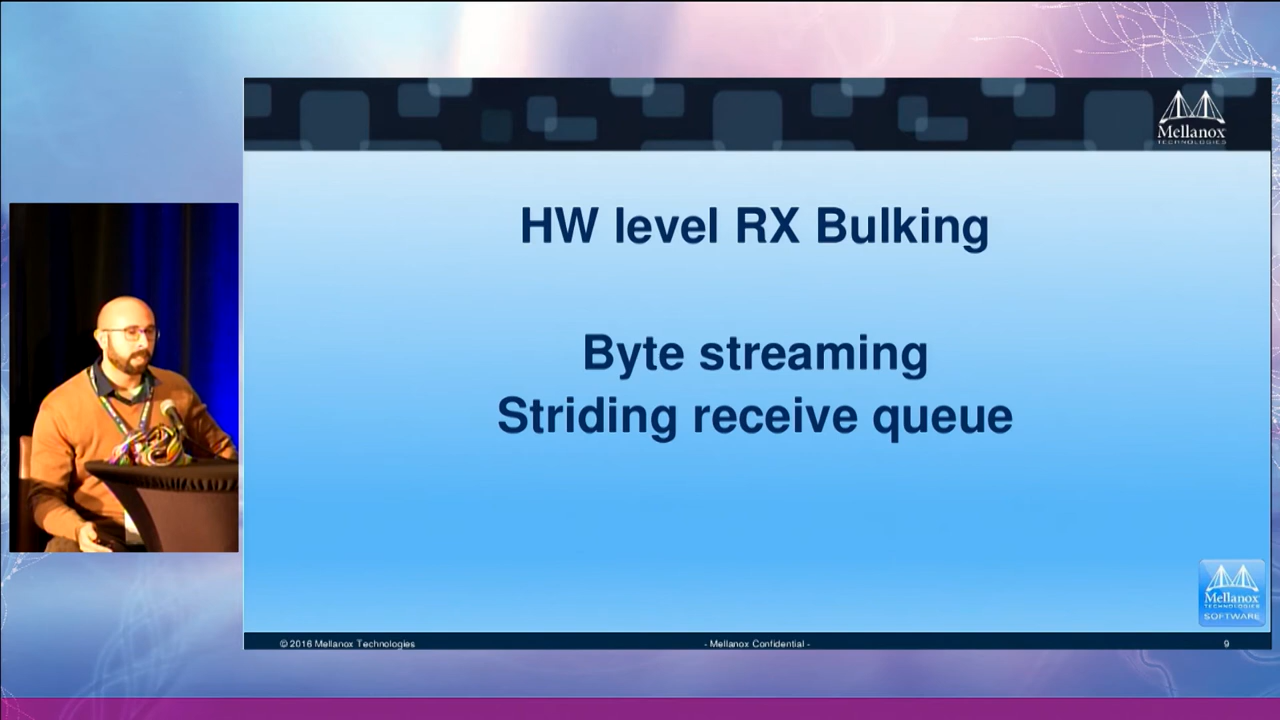 Mellanox
TECHNOLOGIES
HW level RX Bulking
Byte streaming
Striding receive queue
Mellanox
TECHNOLOGIES
SOFTWARE
© 2016 Mellanox Technologies
- Mellanox Confidential -
9